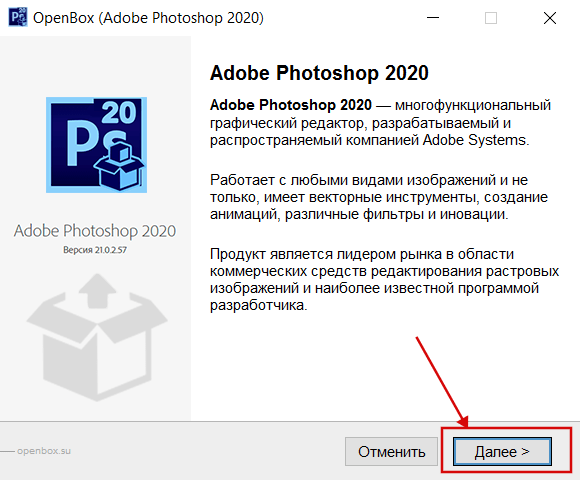 OpenBox (Adobe Photoshop 2020)
Adobe Photoshop 2020
Adobe Photoshop 2020 — многофункциональный
графический редактор, разрабатываемый и
распространяемый компанией Adobe Systems.
Работает с любыми видами изображений и не
только, имеет векторные инструменты, создание
анимаций, различные фильтры и иновации.
Продукт является лидером рынка в области
коммерческих средств редактирования растровых
изображений и наиболее известной программой
разработчика.
20
Ps
Adobe Photoshop 2020
Версия 21.0.2.57
openbox.su
Отменить
Далее >